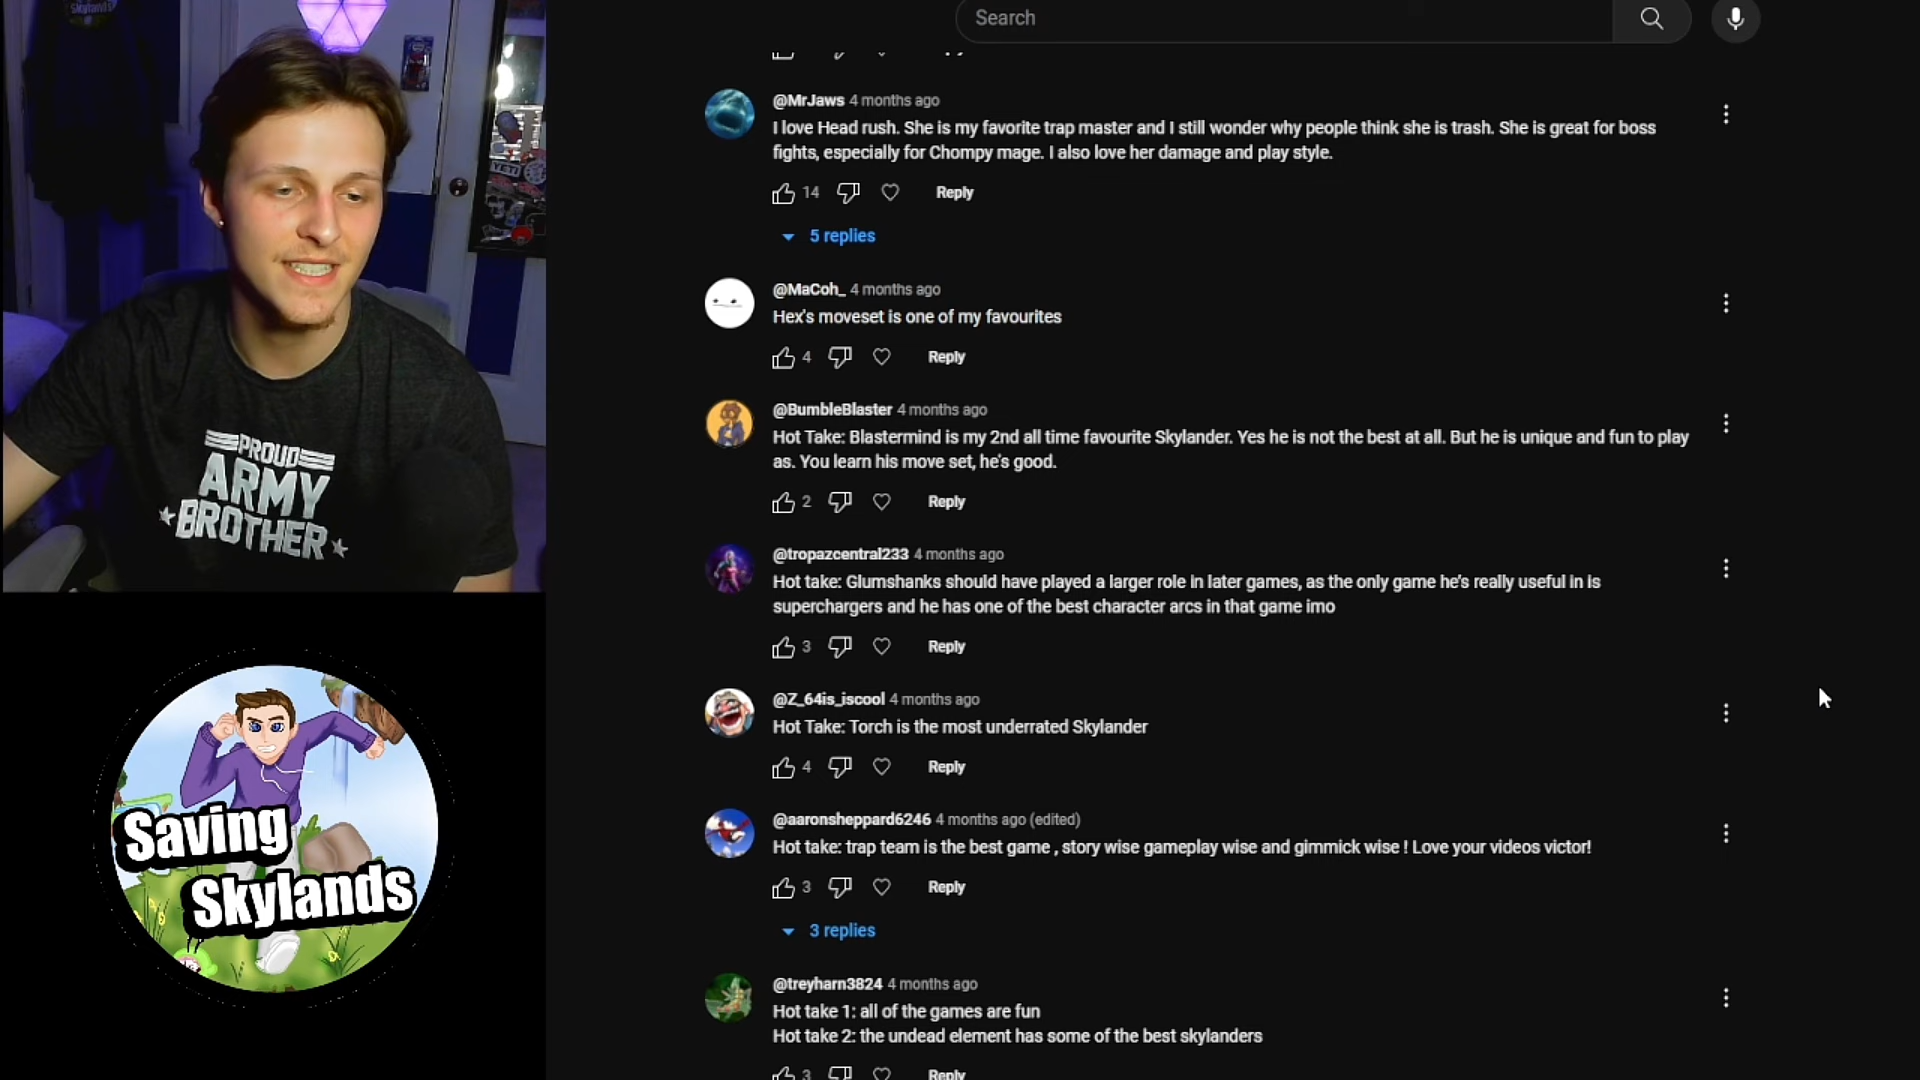 Search
@MrJaws 4 months ago
I love Head rush. She is my favorite trap master and I still wonder why people think she is trash. She is great for boss
fights, especially for Chompy mage. I also love her damage and play style.
14 Reply
5 replies
@MaCoh_ 4 months ago
Hex's moveset is one of my favourites
4 Reply
@BumbleBlaster 4 months ago
Hot Take: Blastermind is my 2nd all time favourite Skylander. Yes he is not the best at all. But he is unique and fun to play
as. You learn his move set, he's good.
2 Reply
@tropazcentral233 4 months ago
Hot take: Glumshanks should have played a larger role in later games, as the only game he's really useful in is
superchargers and he has one of the best character arcs in that game imo
3 Reply
@Z_64is_iscool 4 months ago
Hot Take: Torch is the most underrated Skylander
4 Reply
@aaronsheppard6246 4 months ago (edited)
Hot take: trap team is the best game , story wise gameplay wise and gimmick wise ! Love your videos victor!
3 Reply
3 replies
@treyharn3824 4 months ago
Hot take 1: all of the games are fun
Hot take 2: the undead element has some of the best skylanders
3 Reply
YETI
PROUD
ARMY
BROTHER
Saving
Skylands